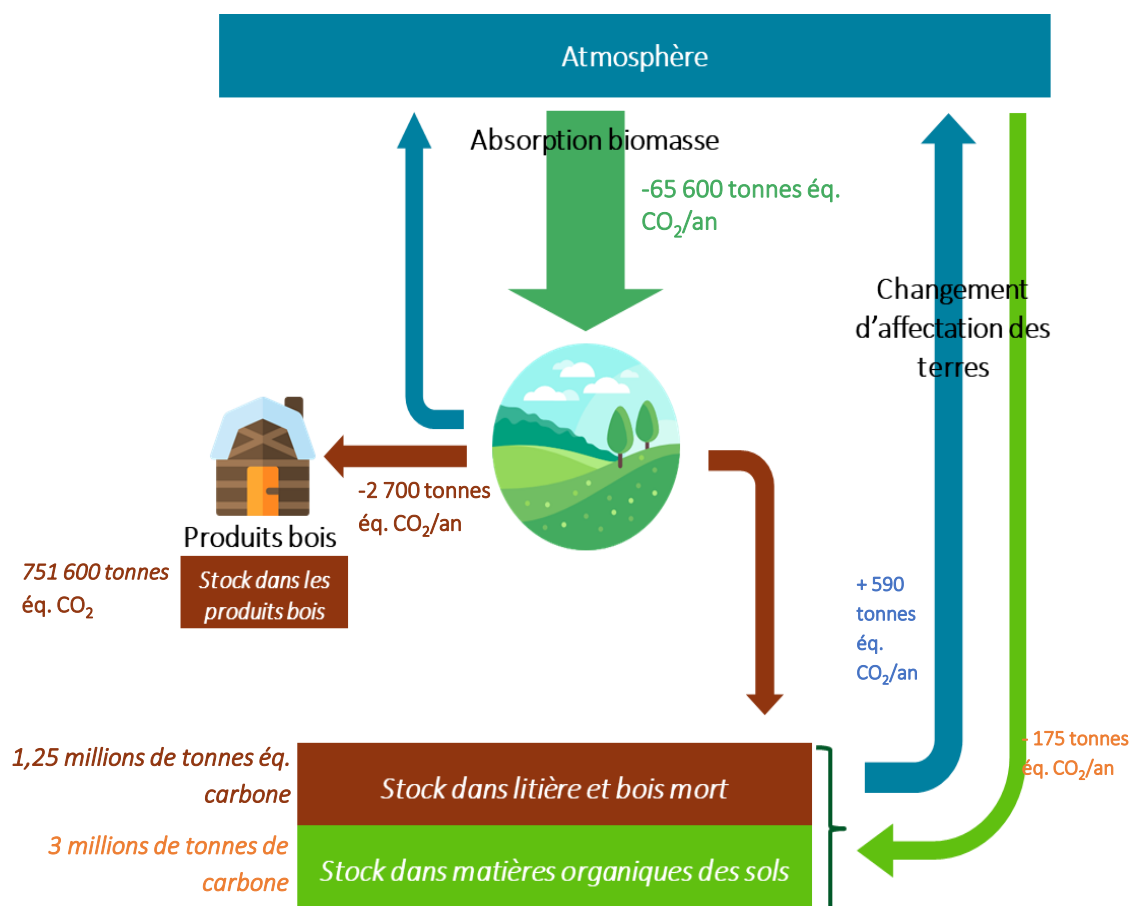 Atmosphère
Absorption biomasse
-65 600 tonnes éq.
CO₂/an
Changement
d’affectation des
terres
-2 700 tonnes
éq. CO₂/an
Produits bois
751 600 tonnes
éq. CO₂
Stock dans les
produits bois
+ 590
tonnes
éq.
CO₂/an
- 175 tonnes
éq. CO₂/an
1,25 millions de tonnes éq.
carbone
Stock dans litière et bois mort
3 millions de tonnes de
carbone
Stock dans matières organiques des sols